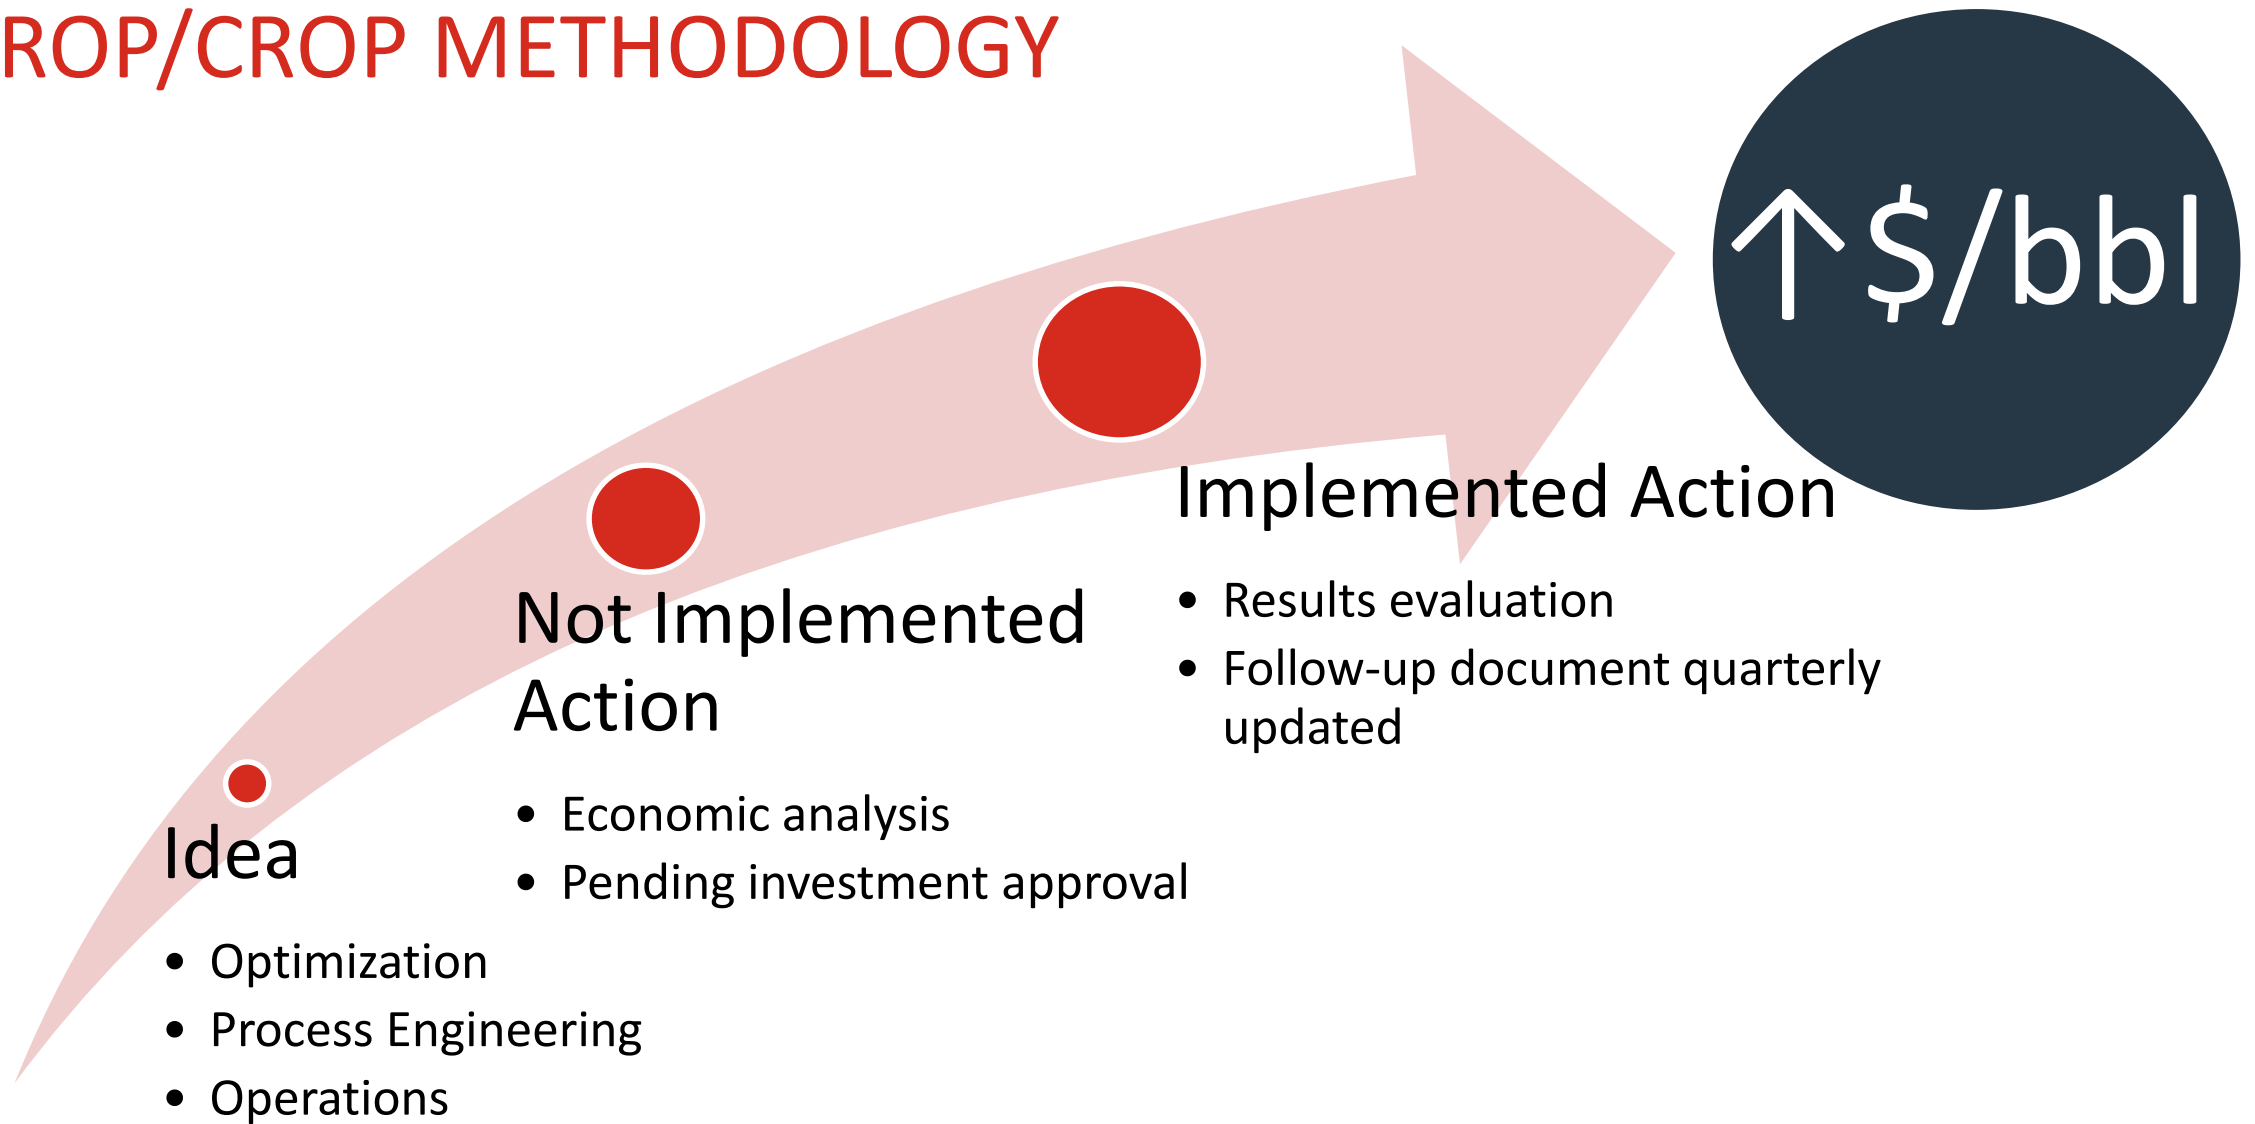 ROP/CROP METHODOLOGY
↑$/bbl
Implemented Action
• Results evaluation
• Follow-up document quarterly
updated
Not Implemented
Action
• Economic analysis
• Pending investment approval
Idea
• Optimization
• Process Engineering
• Operations